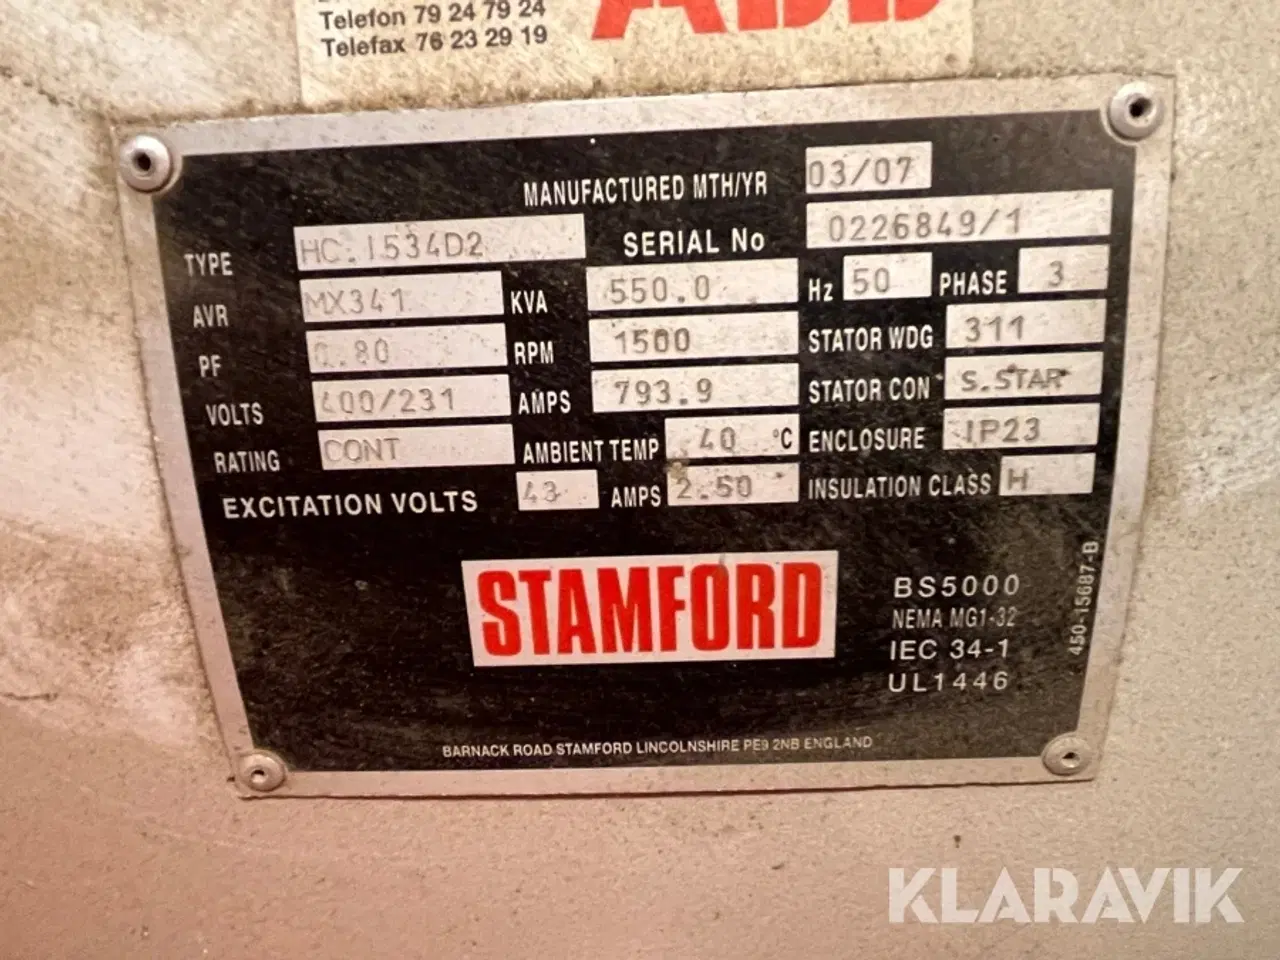 Telefon 79 24 79 24
Telefax 76 23 29 19
ABB
MANUFACTURED MTH/YR 03/07
TYPE HC.I534D2 SERIAL No 0226849/1
AVR MX341 KVA 550.0 Hz 50 PHASE 3
PF 0.80 RPM 1500 STATOR WDG 311
VOLTS 400/231 AMPS 793.9 STATOR CON S.STAR
RATING CONT AMBIENT TEMP 40 °C ENCLOSURE IP23
EXCITATION VOLTS 43 AMPS 2.50 INSULATION CLASS H
STAMFORD
BS5000
NEMA MG1-32
IEC 34-1
UL1446
450-15687-B
BARNACK ROAD STAMFORD LINCOLNSHIRE PE9 2NB ENGLAND
KLARAVIK